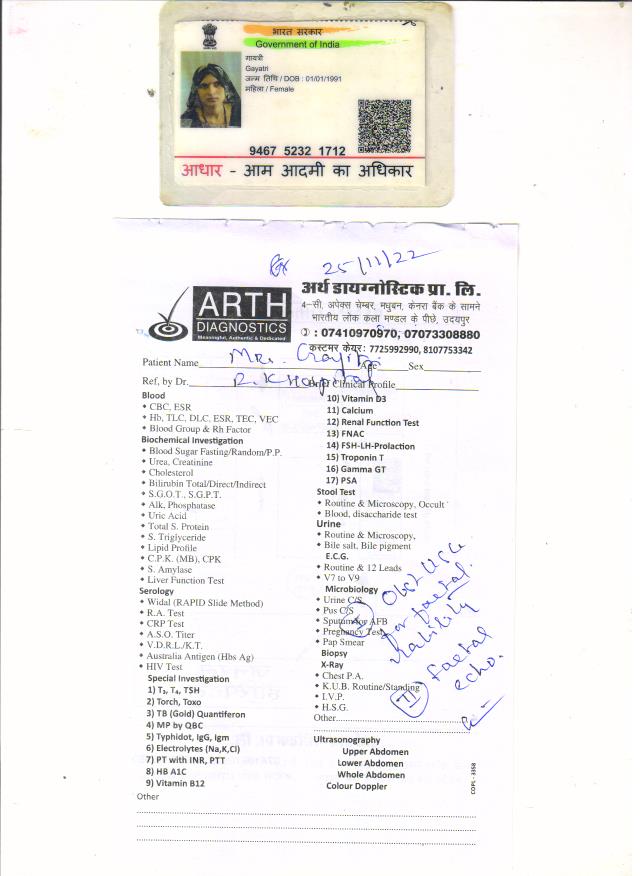 भारत सरकार
Government of India
गायत्री
Gayatri
जन्म तिथि / DOB : 01/01/1991
महिला / Female
9467 5232 1712
आधार - आम आदमी का अधिकार
25/11/22
ARTH
DIAGNOSTICS
Meaningful, Authentic & Dedicated
अर्थ डायग्नोस्टिक प्रा. लि.
4-सी, अपेक्स चेम्बर, मधुबन, केनरा बैंक के सामने
भारतीय लोक कला मण्डल के पीछे, उदयपुर
: 07410970970, 07073308880
कस्टमर केयर: 7725992990, 8107753342
Patient Name Mrs. Age Sex
Ref, by Dr. R.K Hospital Clinical Profile
Blood
CBC, ESR
Hb, TLC, DLC, ESR, TEC, VEC
Blood Group & Rh Factor
Biochemical Investigation
Blood Sugar Fasting/Random/P.P.
Urea, Creatinine
Cholesterol
Bilirubin Total/Direct/Indirect
S.G.O.T., S.G.P.T.
Alk, Phosphatase
Uric Acid
Total S. Protein
S. Triglyceride
Lipid Profile
C.P.K. (MB), CPK
S. Amylase
Liver Function Test
Serology
Widal (RAPID Slide Method)
R.A. Test
CRP Test
A.S.O. Titer
V.D.R.L./K.T.
Australia Antigen (Hbs Ag)
HIV Test
Special Investigation
1) T₃, T₄, TSH
2) Torch, Toxo
3) TB (Gold) Quantiferon
4) MP by QBC
5) Typhidot, IgG, Igm
6) Electrolytes (Na,K,Cl)
7) PT with INR, PTT
8) HB A1C
9) Vitamin B12
Other
10) Vitamin D3
11) Calcium
12) Renal Function Test
13) FNAC
14) FSH-LH-Prolaction
15) Troponin T
16) Gamma GT
17) PSA
Stool Test
Routine & Microscopy, Occult
Blood, disaccharide test
Urine
Routine & Microscopy,
Bile salt, Bile pigment
E.C.G.
Routine & 12 Leads
V7 to V9
Microbiology
Urine C/S
Pus C/S
Sputum for AFB
Pregnancy Test
Pap Smear
Biopsy
X-Ray
Chest P.A.
K.U.B. Routine/Standing
I.V.P.
H.S.G.
Other
Ultrasonography
Upper Abdomen
Lower Abdomen
Whole Abdomen
Colour Doppler
COPL - 3358
I Obst USG
for faetal
viability
II faetal
echo.